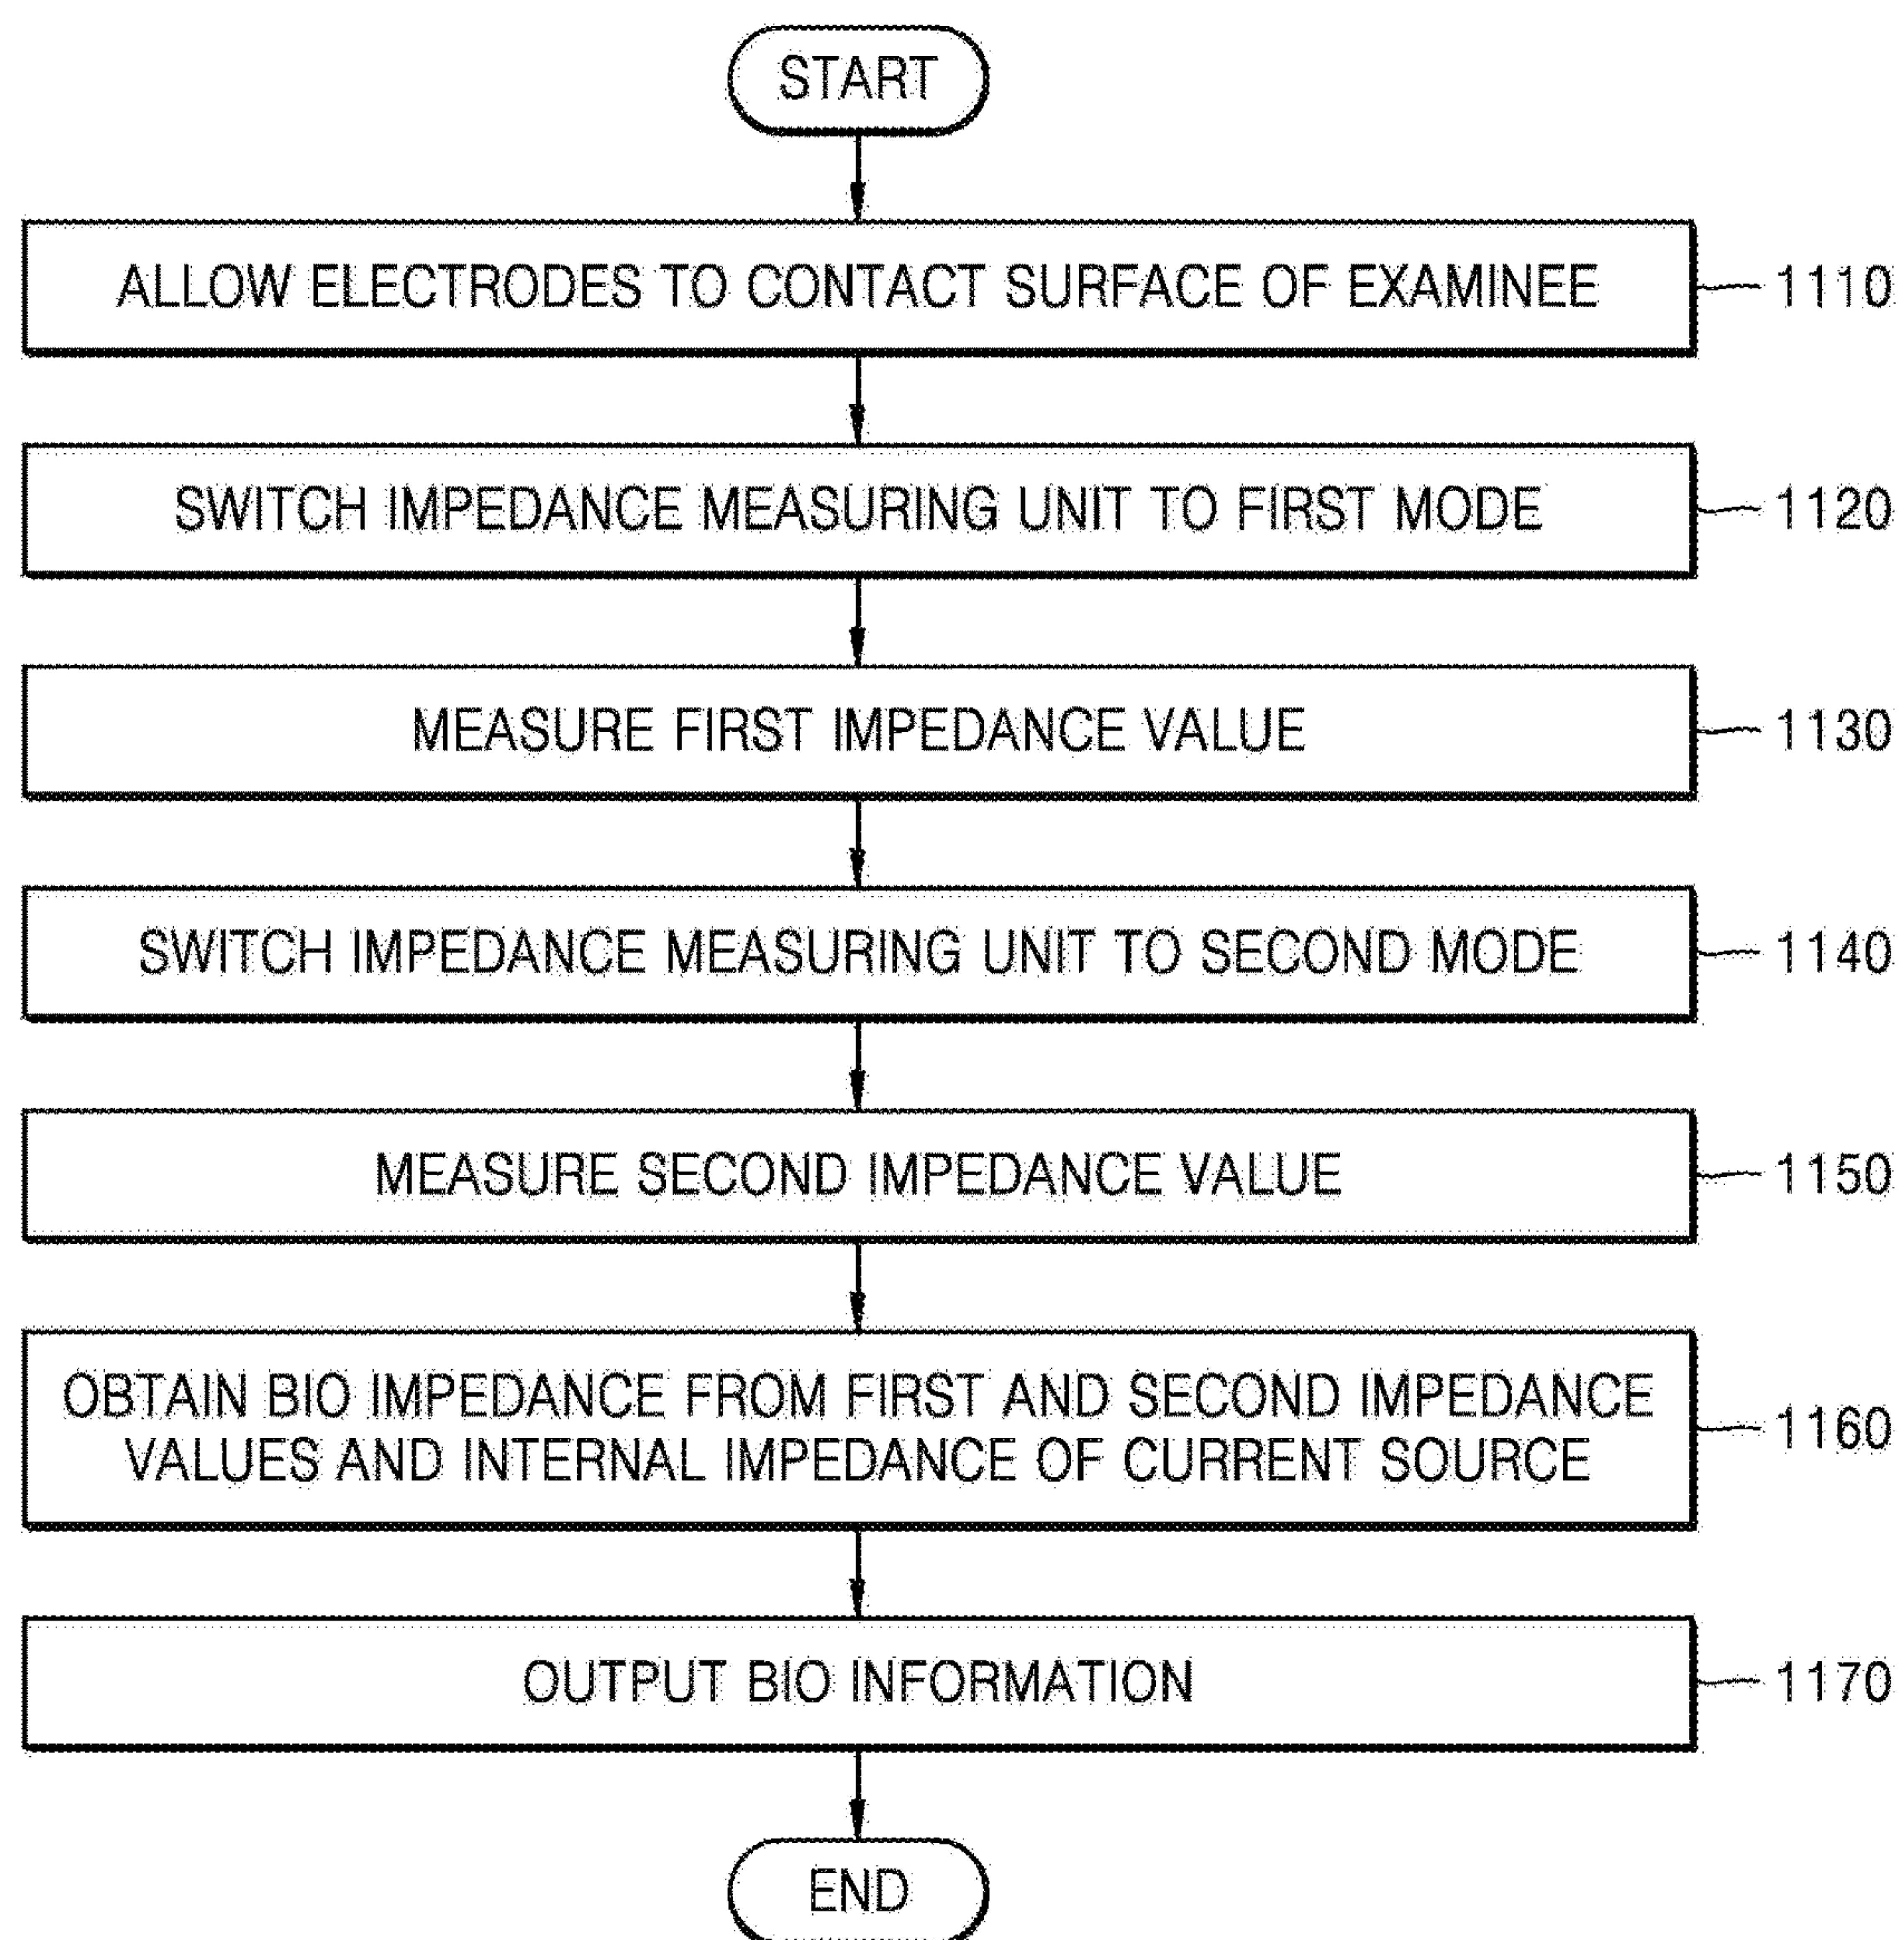 START
ALLOW ELECTRODES TO CONTACT SURFACE OF EXAMINEE
1110
SWITCH IMPEDANCE MEASURING UNIT TO FIRST MODE
1120
MEASURE FIRST IMPEDANCE VALUE
1130
SWITCH IMPEDANCE MEASURING UNIT TO SECOND MODE
1140
MEASURE SECOND IMPEDANCE VALUE
1150
OBTAIN BIO IMPEDANCE FROM FIRST AND SECOND IMPEDANCE
VALUES AND INTERNAL IMPEDANCE OF CURRENT SOURCE
1160
OUTPUT BIO INFORMATION
1170
END